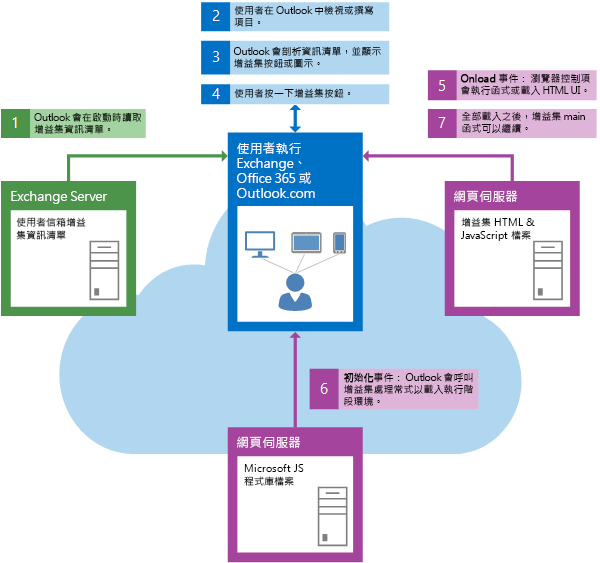 2
使用者在 Outlook 中檢視或撰寫
項目。
3
Outlook 會剖析資訊清單，並顯示
增益集按鈕或圖示。
4
使用者按一下增益集按鈕。
5
Onload 事件： 瀏覽器控制項
會執行函式或載入 HTML UI。
7
全部載入之後，增益集 main
函式可以繼續。
1
Outlook 會在啟動時讀取
增益集資訊清單。
使用者執行
Exchange、
Office 365 或
Outlook.com
Exchange Server
使用者信箱增益
集資訊清單
網頁伺服器
增益集 HTML &
JavaScript 檔案
6
初始化事件： Outlook 會呼叫
增益集處理常式以載入執行階
段環境。
網頁伺服器
Microsoft JS
程式庫檔案